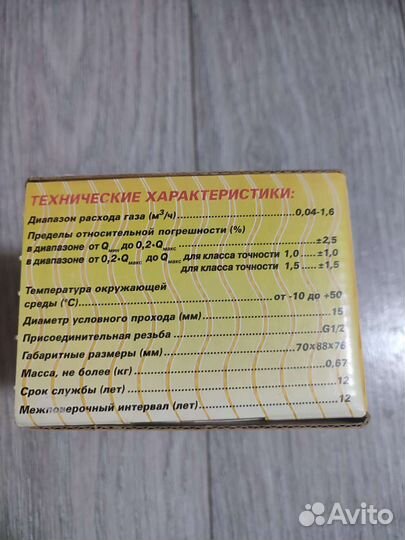 ТЕХНИЧЕСКИЕ ХАРАКТЕРИСТИКИ:
Диапазон расхода газа (м³/ч)....................0,04-1,6
Пределы относительной погрешности (%)
в диапазоне от Qмин до 0,2·Qмакс ....................±2,5
в диапазоне от 0,2·Qмакс до Qмакс для класса точности 1,0 ....±1,0
для класса точности 1,5 ....±1,5
Температура окружающей
среды (°С)....................от -10 до +50
Диаметр условного прохода (мм)....................15
Присоединительная резьба....................G1/2
Габаритные размеры (мм)....................70×88×76
Масса, не более (кг)....................0,67
Срок службы (лет)....................12
Межповерочный интервал (лет)....................12
Avito